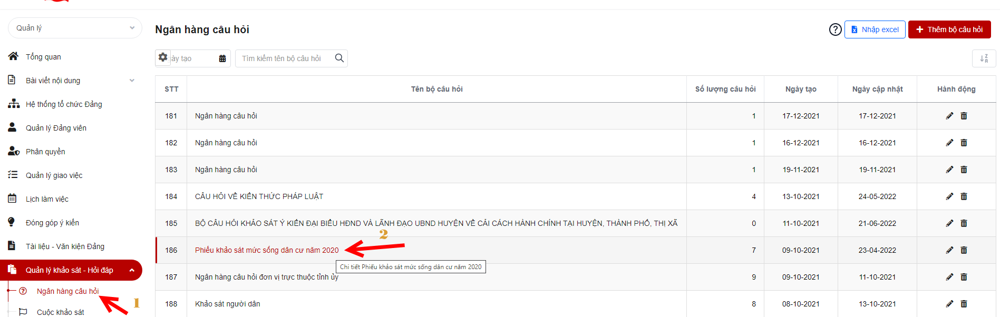 Quản lý
Tổng quan
Bài viết nội dung
Hệ thống tổ chức Đảng
Quản lý Đảng viên
Phân quyền
Quản lý giao việc
Lịch làm việc
Đóng góp ý kiến
Tài liệu - Văn kiện Đảng
Quản lý khảo sát - Hỏi đáp
Ngân hàng câu hỏi
1
Cuộc khảo sát
Ngân hàng câu hỏi
Nhập excel
Thêm bộ câu hỏi
ày tạo
Tìm kiếm tên bộ câu hỏi
STT Tên bộ câu hỏi Số lượng câu hỏi Ngày tạo Ngày cập nhật Hành động
181 Ngân hàng câu hỏi 1 17-12-2021 17-12-2021
182 Ngân hàng câu hỏi 1 16-12-2021 16-12-2021
183 Ngân hàng câu hỏi 1 19-11-2021 19-11-2021
184 CÂU HỎI VỀ KIẾN THỨC PHÁP LUẬT 4 13-10-2021 24-05-2022
185 BỘ CÂU HỎI KHẢO SÁT Ý KIẾN ĐẠI BIỂU HĐND VÀ LÃNH ĐẠO UBND HUYỆN VỀ CẢI CÁCH HÀNH CHÍNH TẠI HUYỆN, THÀNH PHỐ, THỊ XÃ 0 11-10-2021 21-06-2022
2
186 Phiếu khảo sát mức sống dân cư năm 2020 7 09-10-2021 23-04-2022
Chi tiết Phiếu khảo sát mức sống dân cư năm 2020
187 Ngân hàng câu hỏi đơn vị trực thuộc tỉnh ủy 9 09-10-2021 11-10-2021
188 Khảo sát người dân 8 08-10-2021 13-10-2021